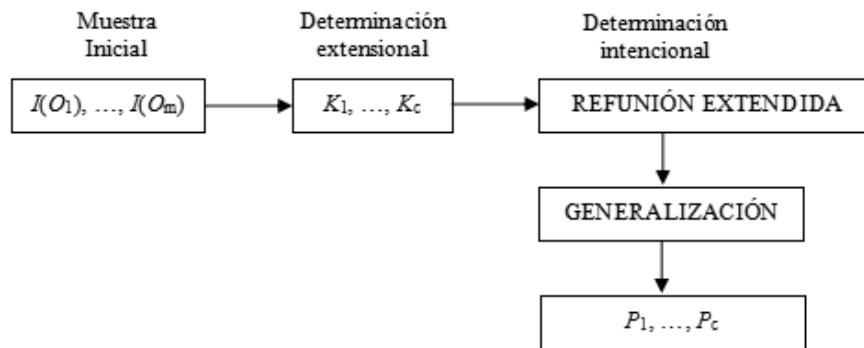 Muestra
Inicial
Determinación
extensional
Determinación
intencional
I(O1), …, I(Om)
K1, …, Kc
REFUNIÓN EXTENDIDA
GENERALIZACIÓN
P1, …, Pc